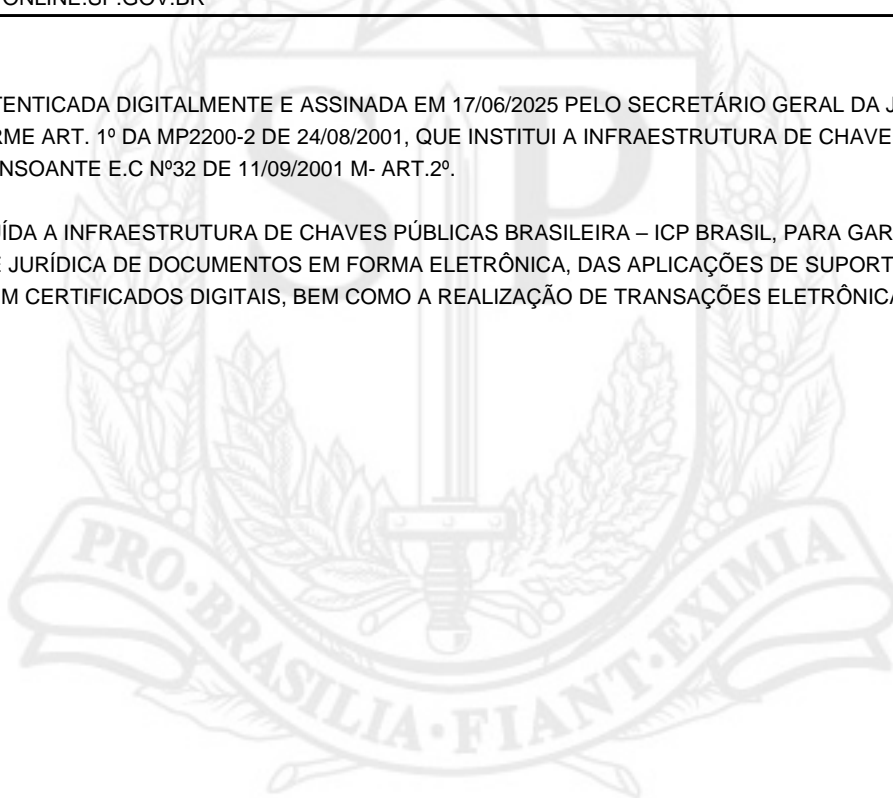 ONLINE.SP.GOV.BR
TENTICADA DIGITALMENTE E ASSINADA EM 17/06/2025 PELO SECRETÁRIO GERAL DA J
RME ART. 1º DA MP2200-2 DE 24/08/2001, QUE INSTITUI A INFRAESTRUTURA DE CHAVE
NSOANTE E.C Nº32 DE 11/09/2001 M- ART.2º.
ÍDA A INFRAESTRUTURA DE CHAVES PÚBLICAS BRASILEIRA – ICP BRASIL, PARA GAR
E JURÍDICA DE DOCUMENTOS EM FORMA ELETRÔNICA, DAS APLICAÇÕES DE SUPORT
M CERTIFICADOS DIGITAIS, BEM COMO A REALIZAÇÃO DE TRANSAÇÕES ELETRÔNICA
SP
PRO·BRASILIA·FIANT·EXIMIA